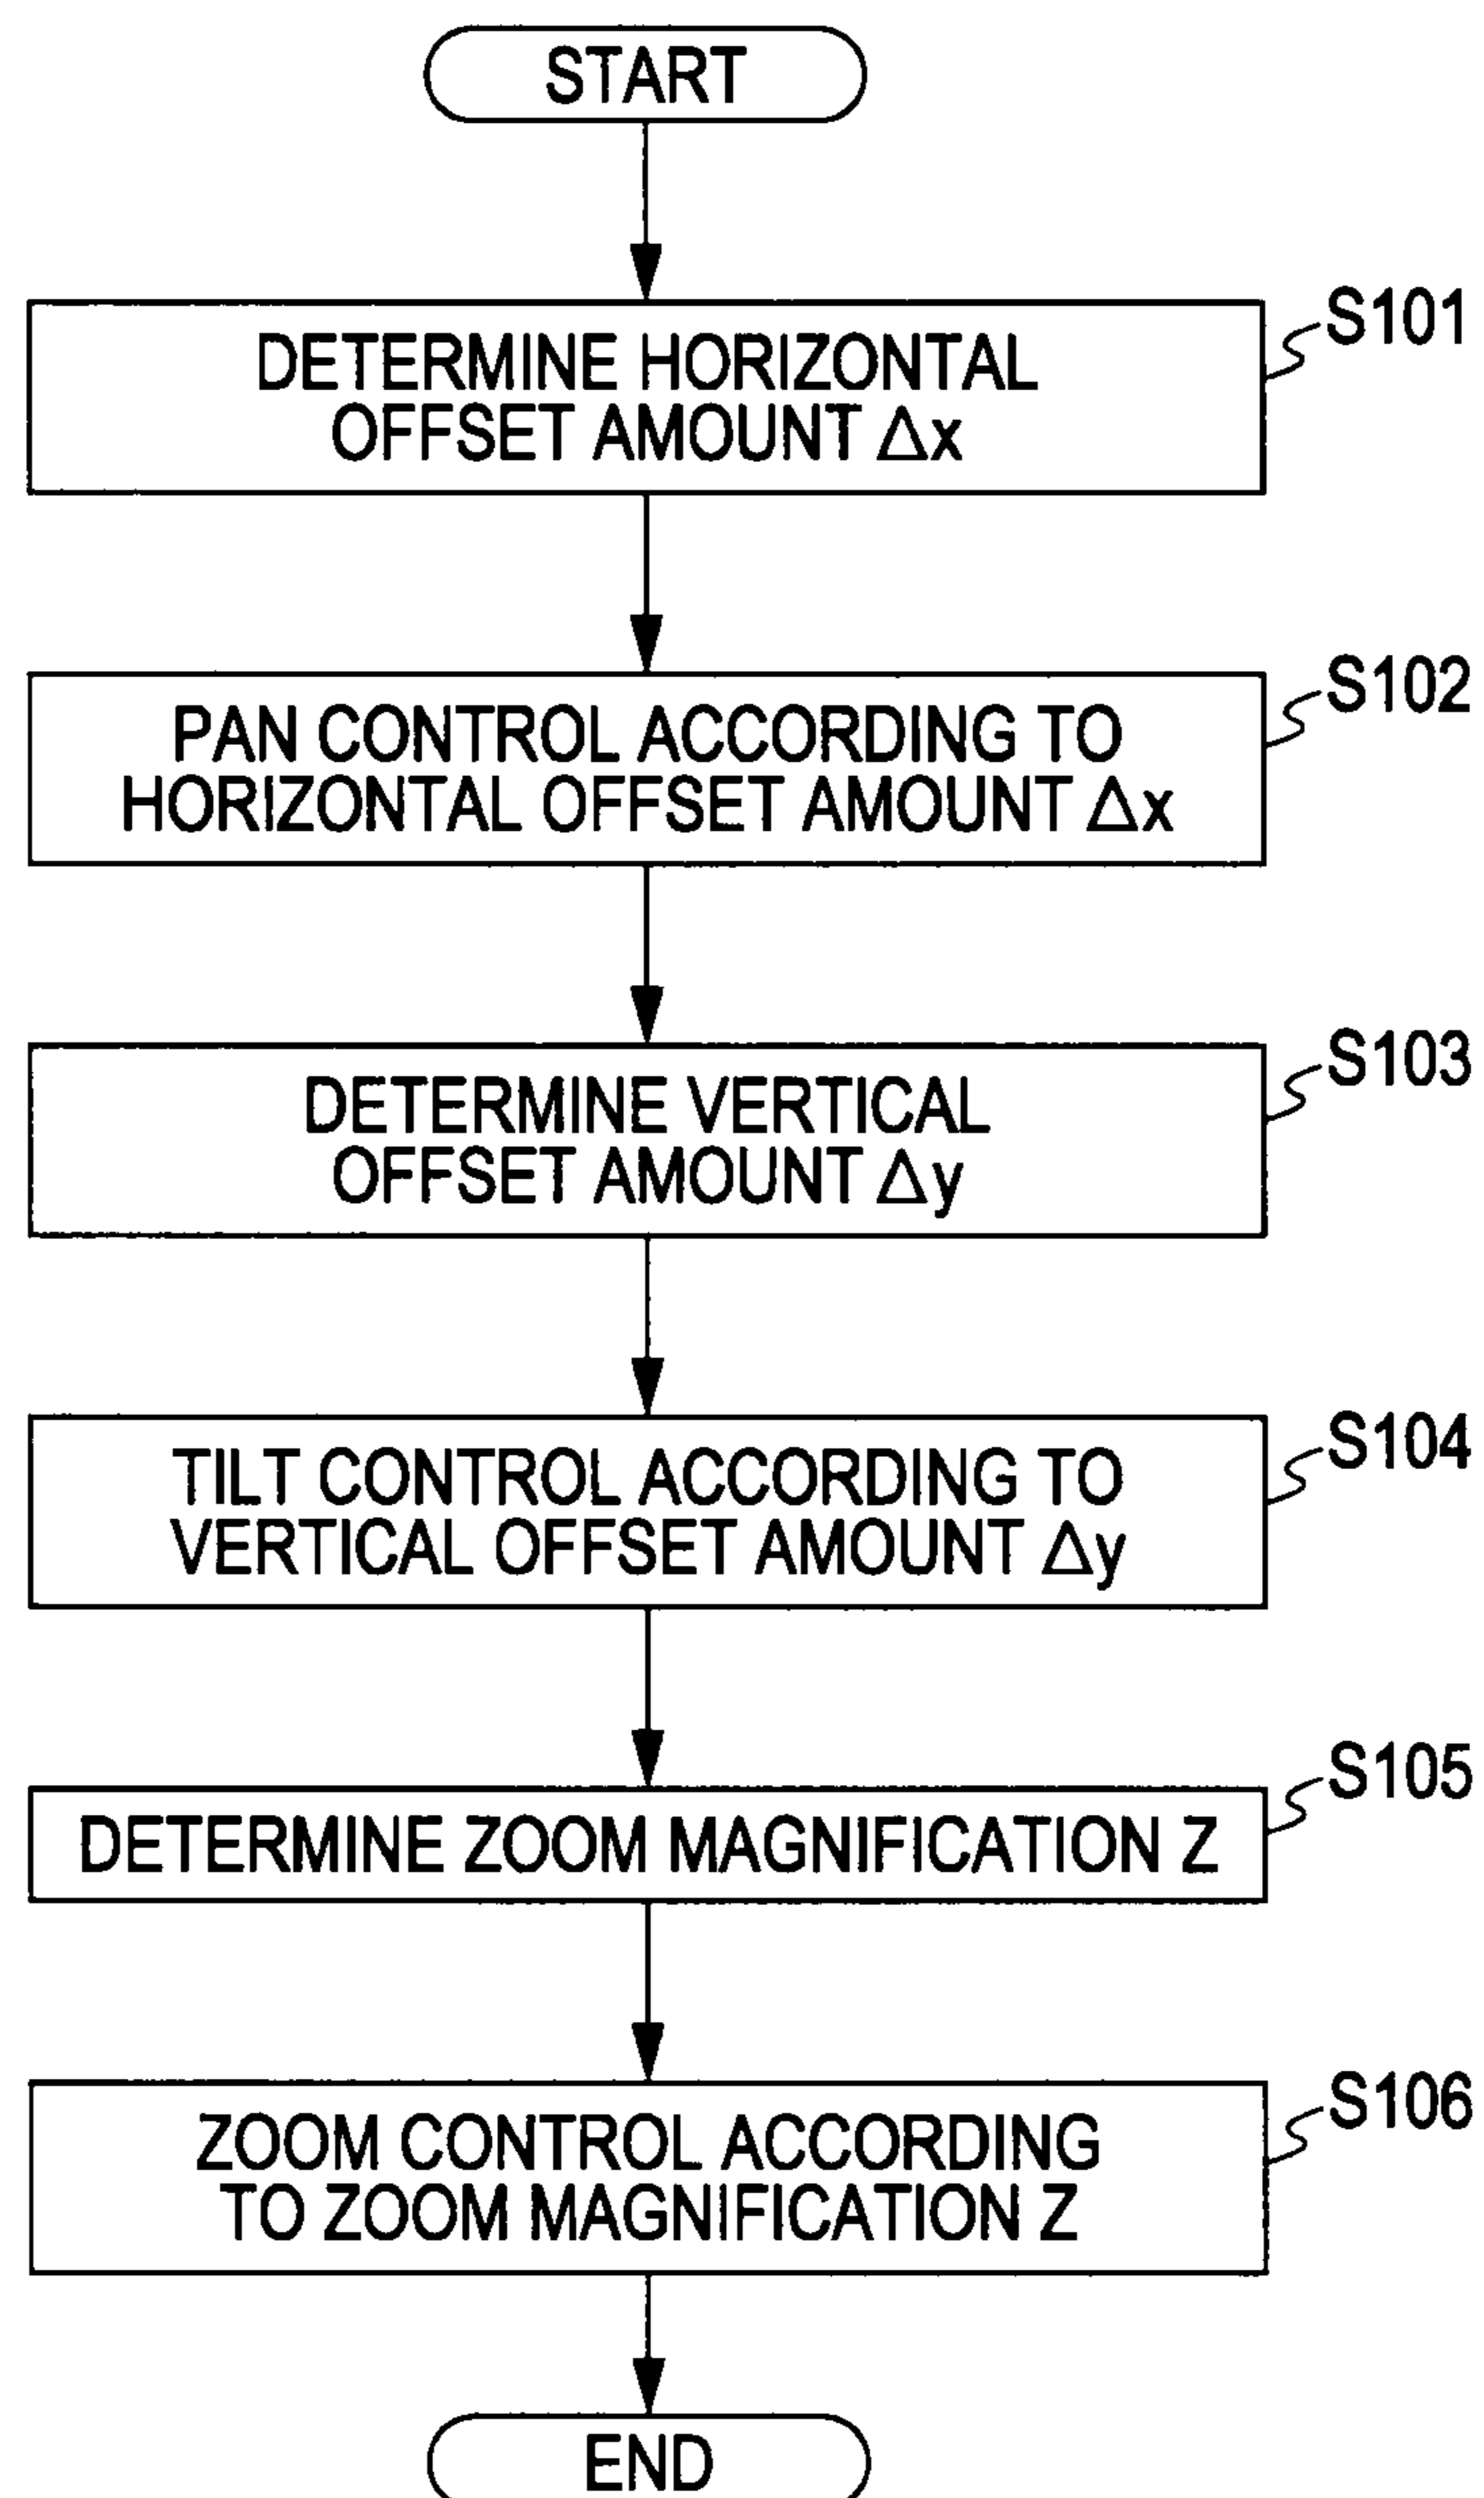 START
S101
DETERMINE HORIZONTAL
OFFSET AMOUNT Δx
S102
PAN CONTROL ACCORDING TO
HORIZONTAL OFFSET AMOUNT Δx
S103
DETERMINE VERTICAL
OFFSET AMOUNT Δy
S104
TILT CONTROL ACCORDING TO
VERTICAL OFFSET AMOUNT Δy
S105
DETERMINE ZOOM MAGNIFICATION Z
S106
ZOOM CONTROL ACCORDING
TO ZOOM MAGNIFICATION Z
END